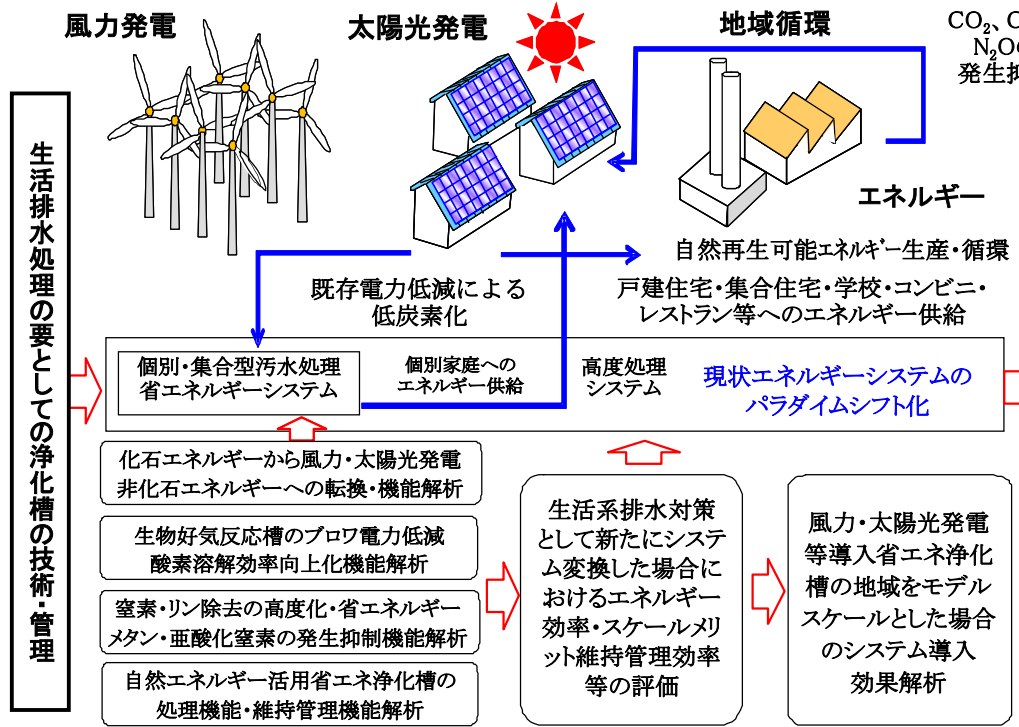 風力発電
太陽光発電
地域循環
CO₂、C
N₂O
発生抑
生活排水処理の要としての浄化槽の技術・管理
エネルギー
自然再生可能エネルギー生産・循環
既存電力低減による
低炭素化
戸建住宅・集合住宅・学校・コンビニ・
レストラン等へのエネルギー供給
個別・集合型汚水処理
省エネルギーシステム
個別家庭への
エネルギー供給
高度処理
システム
現状エネルギーシステムの
パラダイムシフト化
化石エネルギーから風力・太陽光発電
非化石エネルギーへの転換・機能解析
生物好気反応槽のブロワ電力低減
酸素溶解効率向上化機能解析
窒素・リン除去の高度化・省エネルギー
メタン・亜酸化窒素の発生抑制機能解析
自然エネルギー活用省エネ浄化槽の
処理機能・維持管理機能解析
生活系排水対策
として新たにシステ
ム変換した場合に
おけるエネルギー
効率・スケールメリ
ット維持管理効率
等の評価
風力・太陽光発電
等導入省エネ浄化
槽の地域をモデル
スケールとした場合
のシステム導入
効果解析